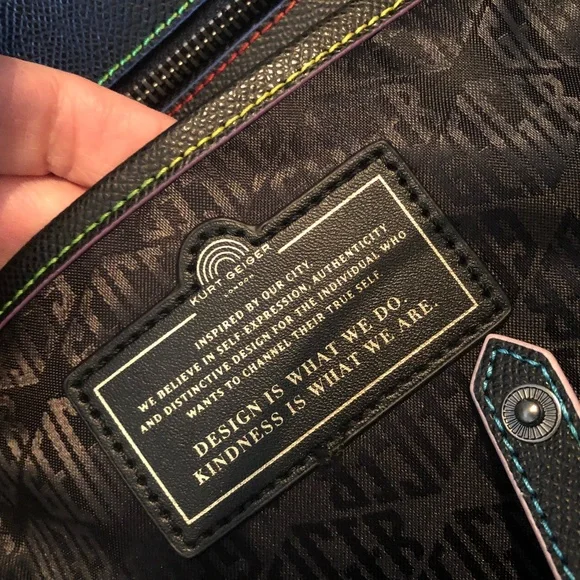 KURT GEIGER
LONDON
INSPIRED BY OUR CITY,
WE BELIEVE IN SELF-EXPRESSION, AUTHENTICITY
AND DISTINCTIVE DESIGN FOR THE INDIVIDUAL WHO
WANTS TO CHANNEL THEIR TRUE SELF
DESIGN IS WHAT WE DO.
KINDNESS IS WHAT WE ARE.